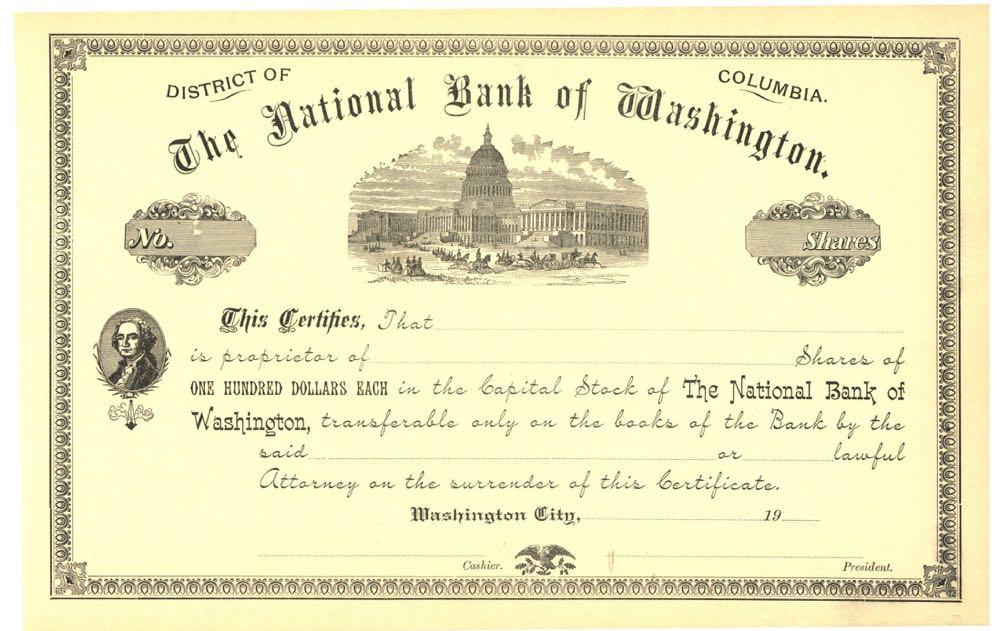 DISTRICT OF COLUMBIA.
The National Bank of Washington.
No.
Shares
This Certifies, That
is proprietor of Shares of
ONE HUNDRED DOLLARS EACH in the Capital Stock of The National Bank of
Washington, transferable only on the books of the Bank by the
said or lawful
Attorney on the surrender of this Certificate.
Washington City, 19
Cashier. President.